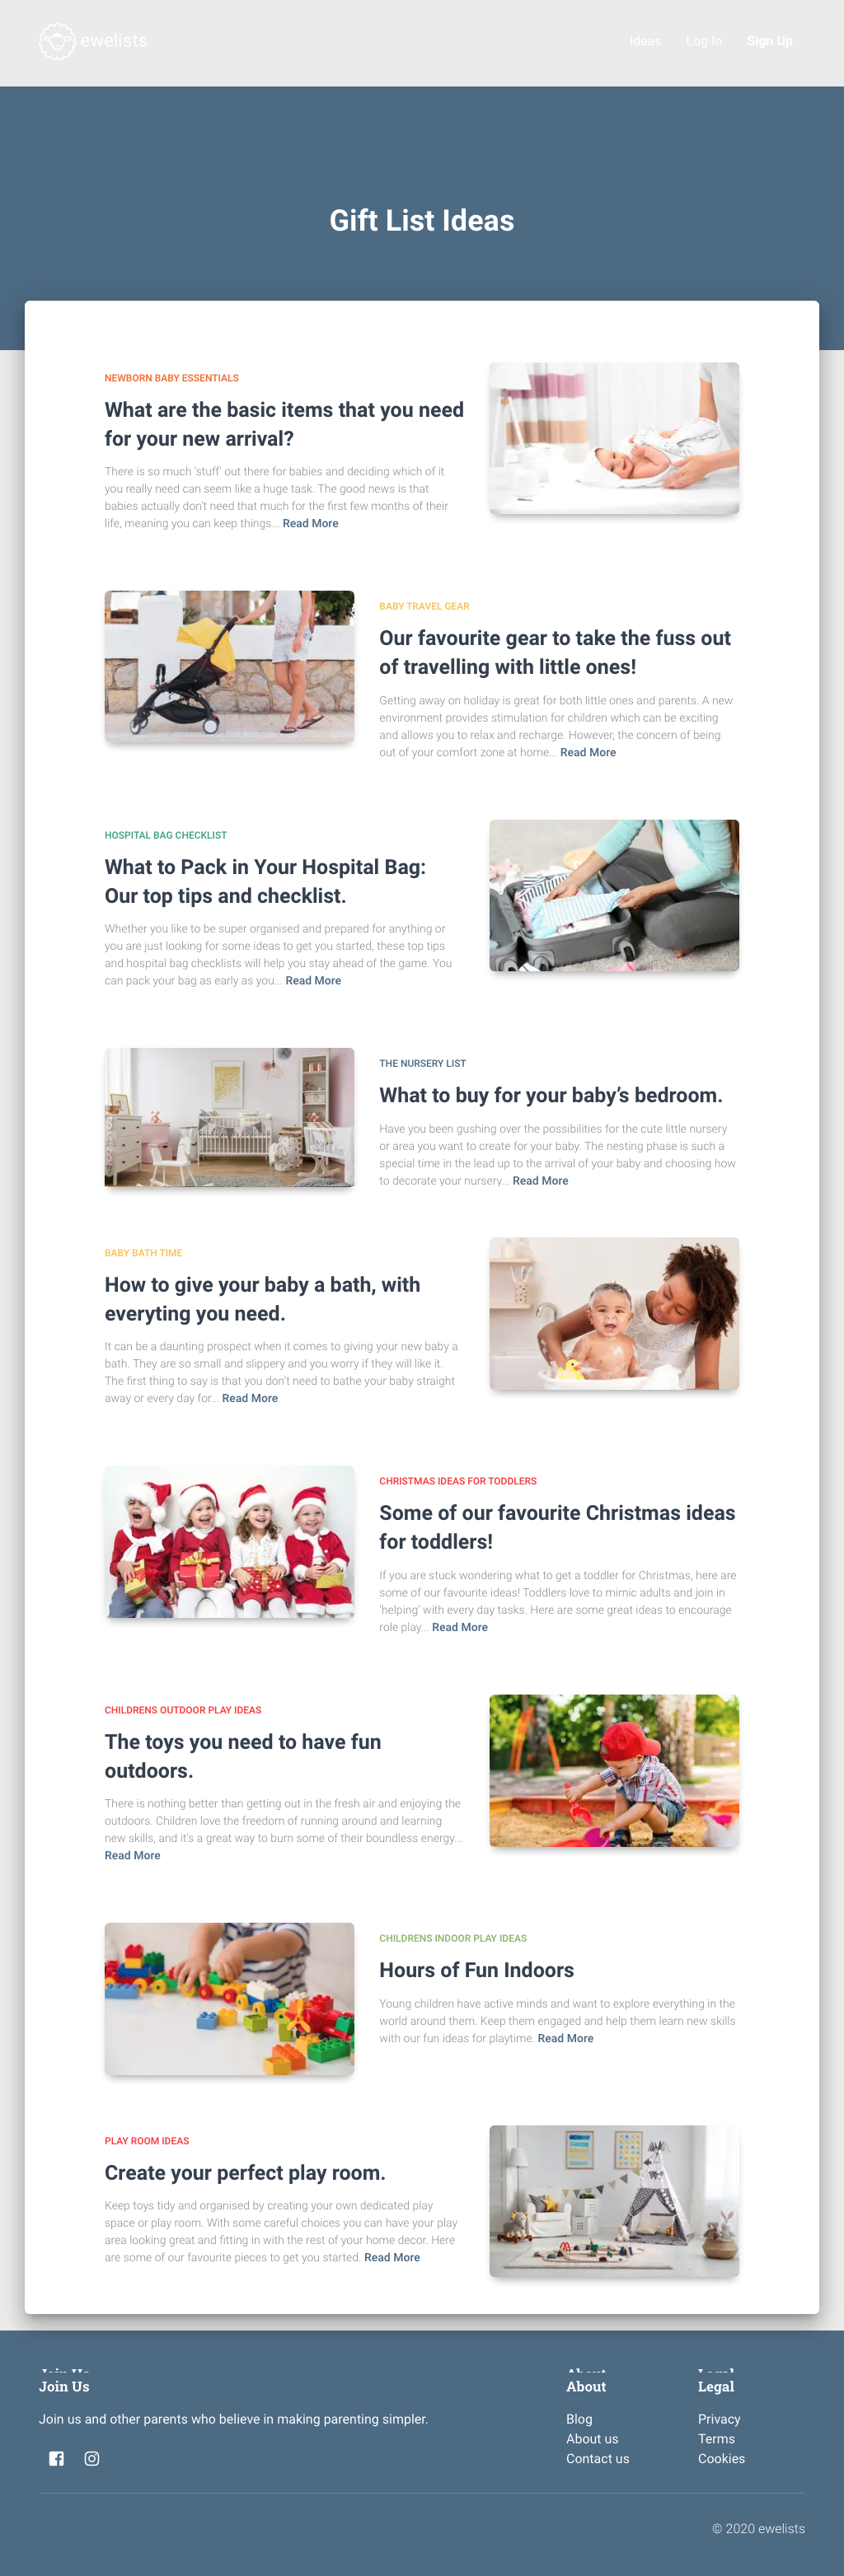 ewelists
Ideas
Log In
Sign Up
Gift List Ideas
NEWBORN BABY ESSENTIALS
What are the basic items that you need
for your new arrival?
There is so much 'stuff' out there for babies and deciding which of it
you really need can seem like a huge task. The good news is that
babies actually don't need that much for the first few months of their
life, meaning you can keep things... Read More
BABY TRAVEL GEAR
Our favourite gear to take the fuss out
of travelling with little ones!
Getting away on holiday is great for both little ones and parents. A new
environment provides stimulation for children which can be exciting
and allows you to relax and recharge. However, the concern of being
out of your comfort zone at home... Read More
HOSPITAL BAG CHECKLIST
What to Pack in Your Hospital Bag:
Our top tips and checklist.
Whether you like to be super organised and prepared for anything or
you are just looking for some ideas to get you started, these top tips
and hospital bag checklists will help you stay ahead of the game. You
can pack your bag as early as you... Read More
THE NURSERY LIST
What to buy for your baby’s bedroom.
Have you been gushing over the possibilities for the cute little nursery
or area you want to create for your baby. The nesting phase is such a
special time in the lead up to the arrival of your baby and choosing how
to decorate your nursery... Read More
BABY BATH TIME
How to give your baby a bath, with
everyting you need.
It can be a daunting prospect when it comes to giving your new baby a
bath. They are so small and slippery and you worry if they will like it.
The first thing to say is that you don’t need to bathe your baby straight
away or every day for... Read More
CHRISTMAS IDEAS FOR TODDLERS
Some of our favourite Christmas ideas
for toddlers!
If you are stuck wondering what to get a toddler for Christmas, here are
some of our favourite ideas! Toddlers love to mimic adults and join in
‘helping’ with every day tasks. Here are some great ideas to encourage
role play... Read More
CHILDRENS OUTDOOR PLAY IDEAS
The toys you need to have fun
outdoors.
There is nothing better than getting out in the fresh air and enjoying the
outdoors. Children love the freedom of running around and learning
new skills, and it’s a great way to burn some of their boundless energy...
Read More
CHILDRENS INDOOR PLAY IDEAS
Hours of Fun Indoors
Young children have active minds and want to explore everything in the
world around them. Keep them engaged and help them learn new skills
with our fun ideas for playtime. Read More
PLAY ROOM IDEAS
Create your perfect play room.
Keep toys tidy and organised by creating your own dedicated play
space or play room. With some careful choices you can have your play
area looking great and fitting in with the rest of your home decor. Here
are some of our favourite pieces to get you started. Read More
Join Us
Join us and other parents who believe in making parenting simpler.
About
Blog
About us
Contact us
Legal
Privacy
Terms
Cookies
© 2020 ewelists